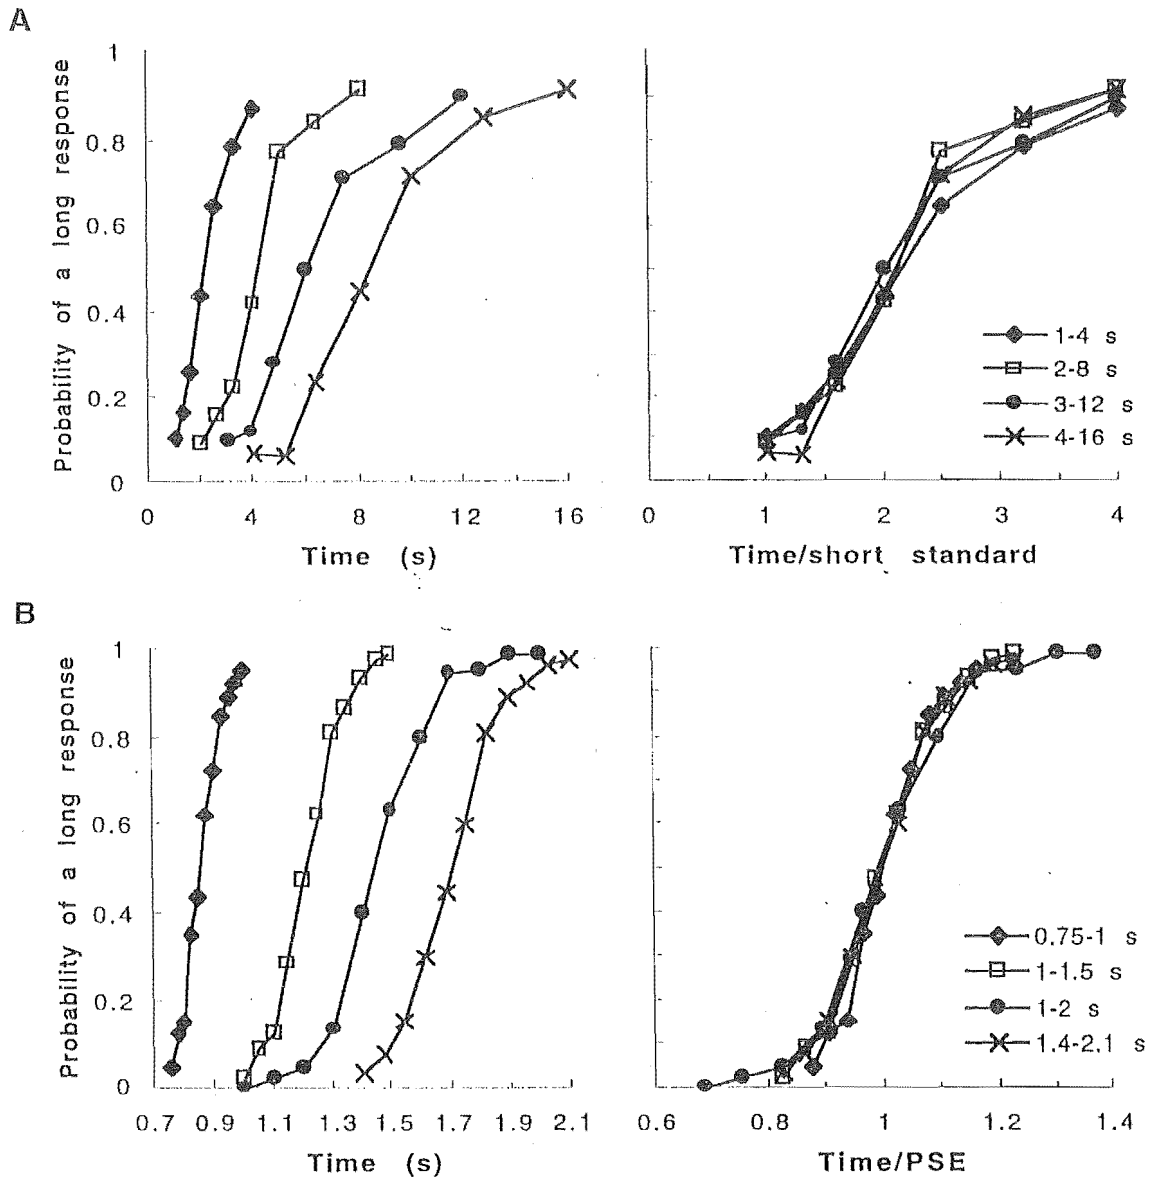 A
Probability of a long response
1
0.8
0.6
0.4
0.2
0
0 4 8 12 16
Time (s)
0 1 2 3 4
Time/short standard
1-4 s
2-8 s
3-12 s
4-16 s
B
Probability of a long response
1
0.8
0.6
0.4
0.2
0
0.7 0.9 1.1 1.3 1.5 1.7 1.9 2.1
Time (s)
0.6 0.8 1 1.2 1.4
Time/PSE
0.75-1 s
1-1.5 s
1-2 s
1.4-2.1 s